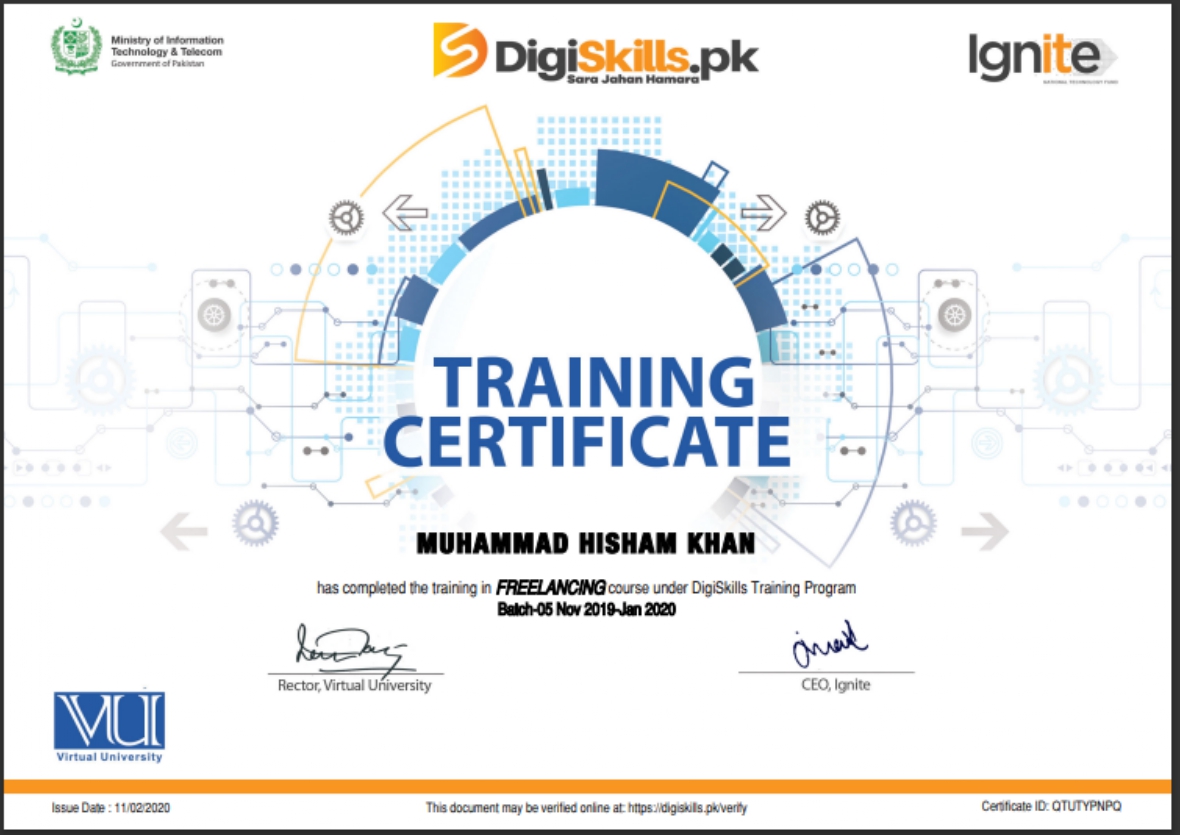 Ministry of Information
Technology & Telecom
Government of Pakistan
DigiSkills.pk
Sara Jahan Hamara
Ignite
NATIONAL TECHNOLOGY FUND
TRAINING
CERTIFICATE
MUHAMMAD HISHAM KHAN
has completed the training in FREELANCING course under DigiSkills Training Program
Batch-05 Nov 2019-Jan 2020
Rector, Virtual University
CEO, Ignite
VU
Virtual University
Issue Date : 11/02/2020
This document may be verified online at: https://digiskills.pk/verify
Certificate ID: QTUTYPNPQ